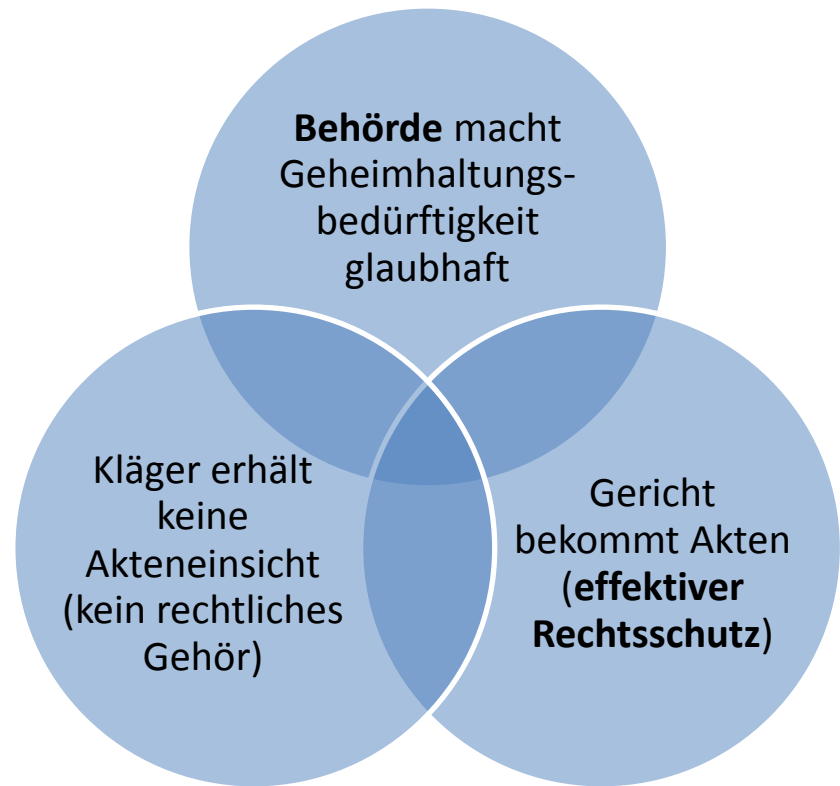 Behörde macht
Geheimhaltungs-
bedürftigkeit
glaubhaft
Kläger erhält
keine
Akteneinsicht
(kein rechtliches
Gehör)
Gericht
bekommt Akten
(effektiver
Rechtsschutz)